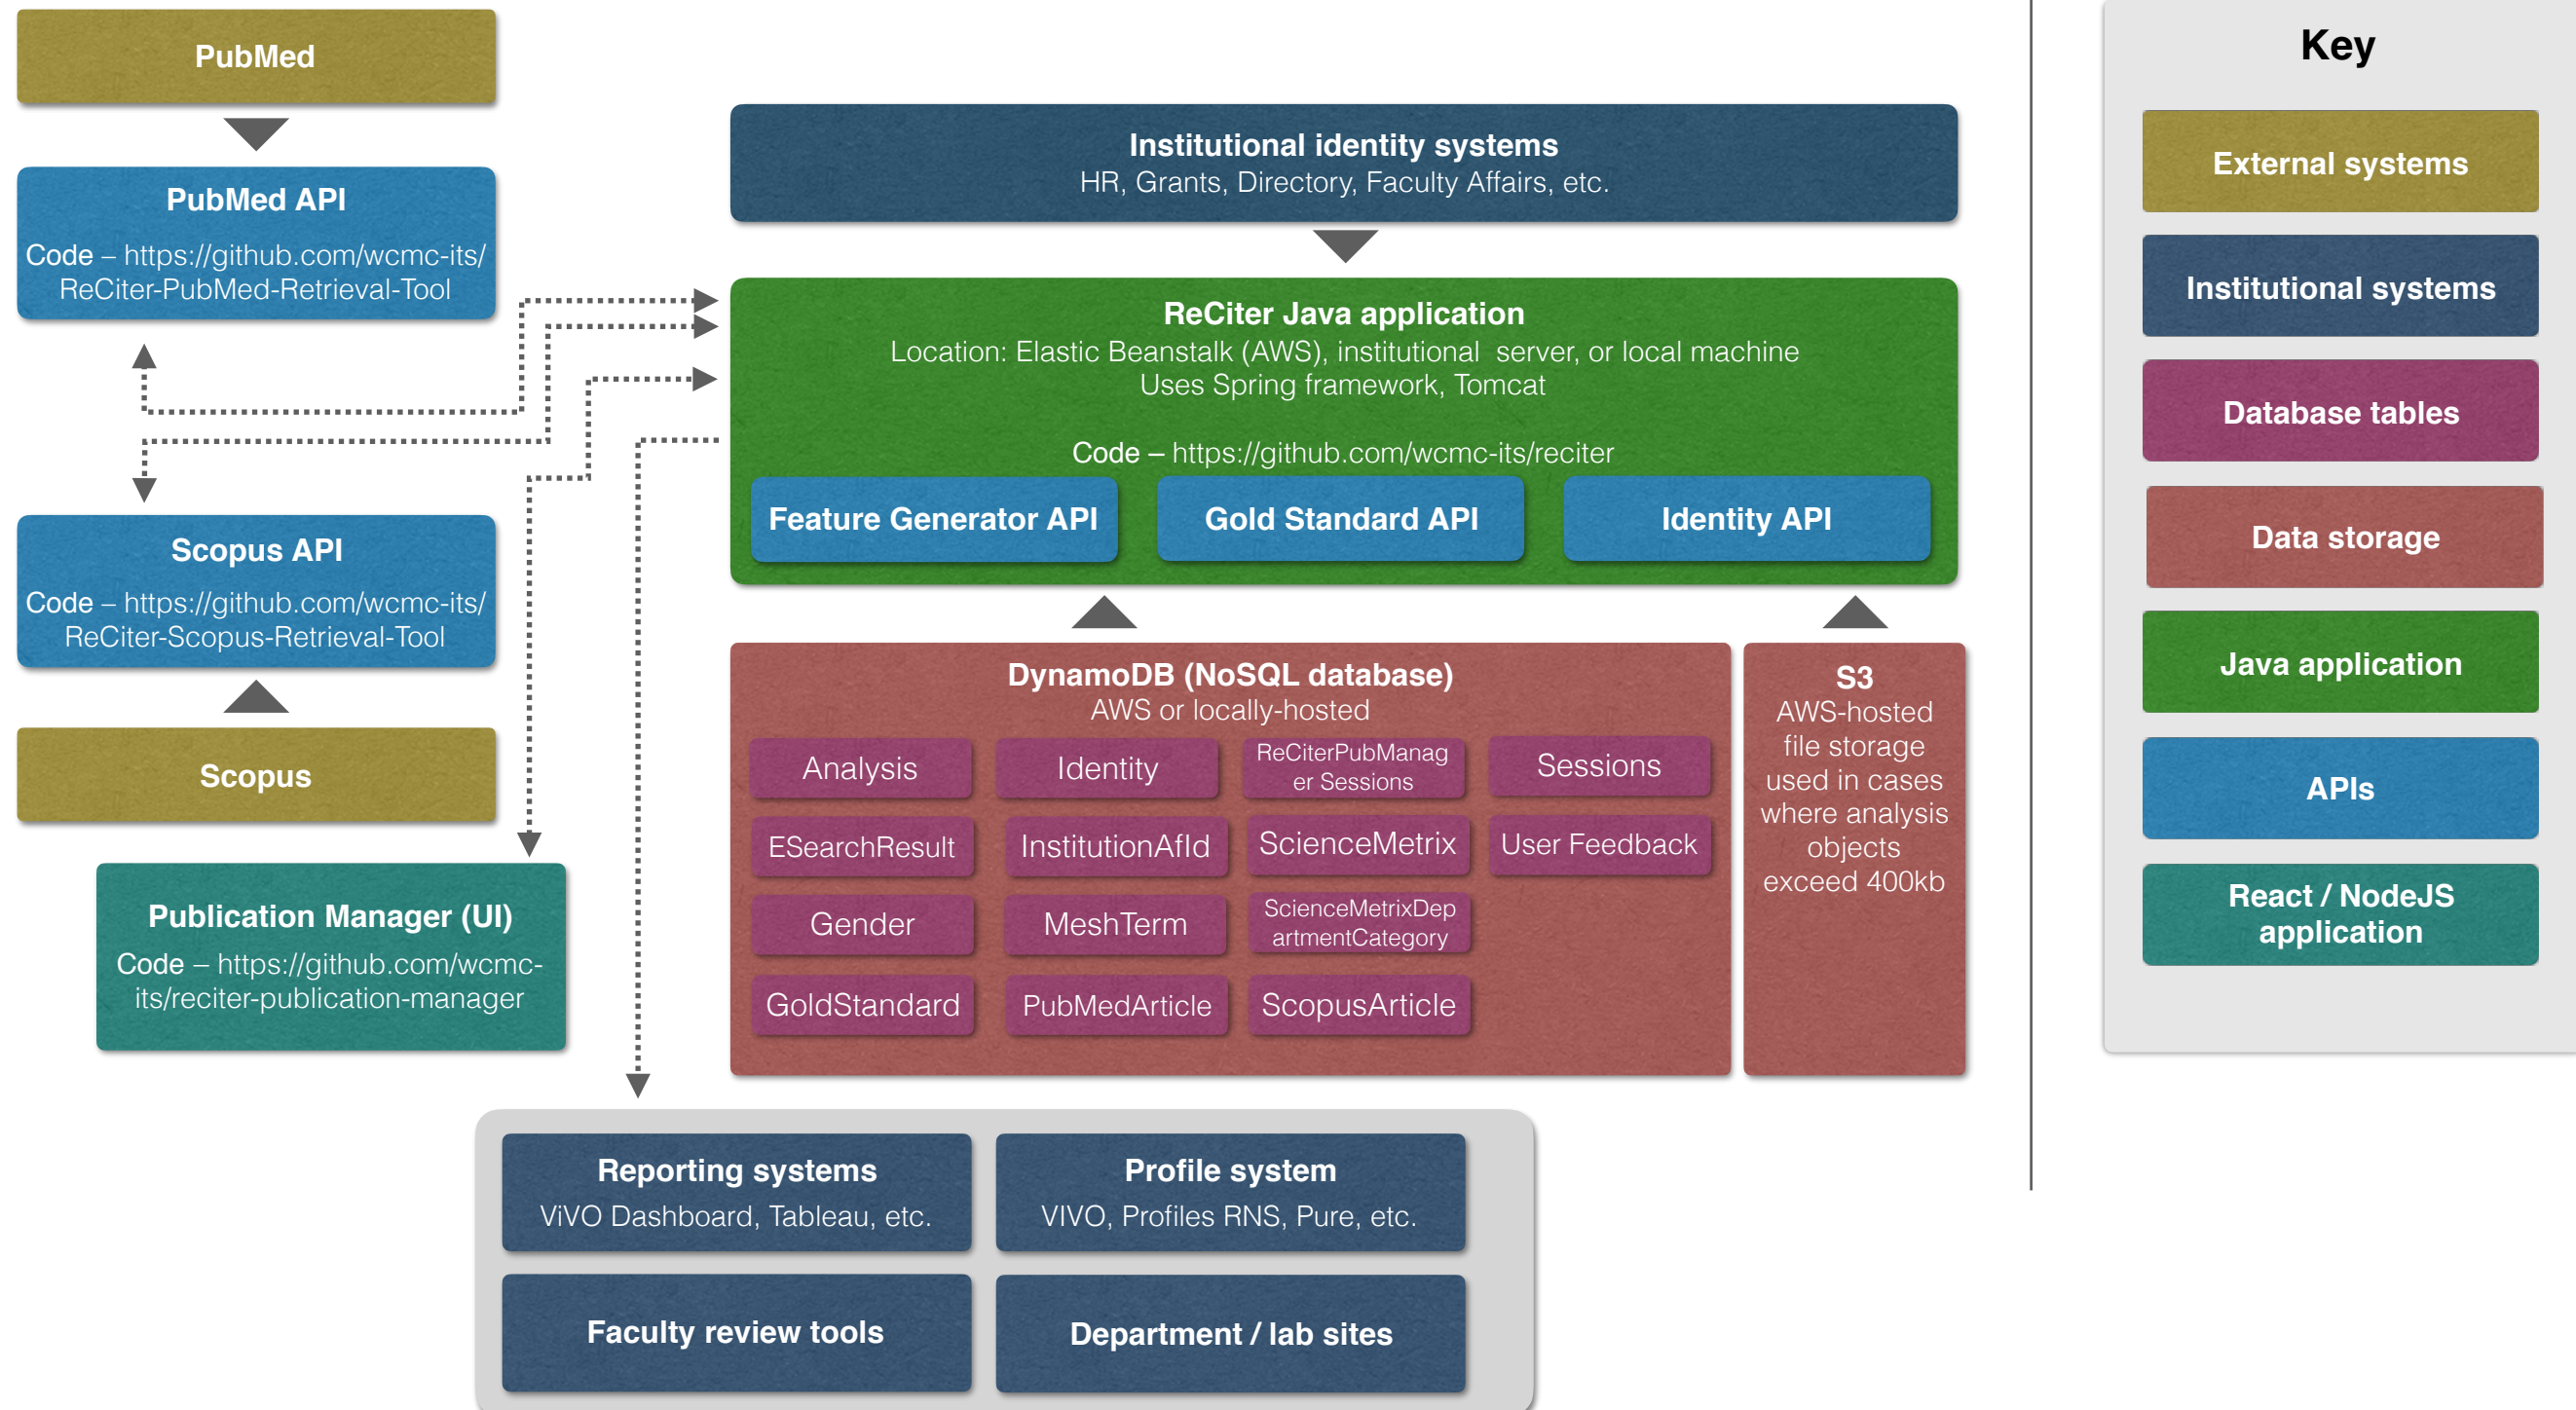 PubMed
PubMed API
Code – https://github.com/wcmc-its/
ReCiter-PubMed-Retrieval-Tool
Scopus API
Code – https://github.com/wcmc-its/
ReCiter-Scopus-Retrieval-Tool
Scopus
Publication Manager (UI)
Code – https://github.com/wcmc-
its/reciter-publication-manager
Institutional identity systems
HR, Grants, Directory, Faculty Affairs, etc.
ReCiter Java application
Location: Elastic Beanstalk (AWS), institutional  server, or local machine
Uses Spring framework, Tomcat
Code – https://github.com/wcmc-its/reciter
Feature Generator API
Gold Standard API
Identity API
DynamoDB (NoSQL database)
AWS or locally-hosted
Analysis
Identity
ReCiterPubManag
er Sessions
Sessions
ESearchResult
InstitutionAfId
ScienceMetrix
User Feedback
Gender
MeshTerm
ScienceMetrixDep
artmentCategory
GoldStandard
PubMedArticle
ScopusArticle
S3
AWS-hosted
file storage
used in cases
where analysis
objects
exceed 400kb
Reporting systems
ViVO Dashboard, Tableau, etc.
Profile system
VIVO, Profiles RNS, Pure, etc.
Faculty review tools
Department / lab sites
Key
External systems
Institutional systems
Database tables
Data storage
Java application
APIs
React / NodeJS
application